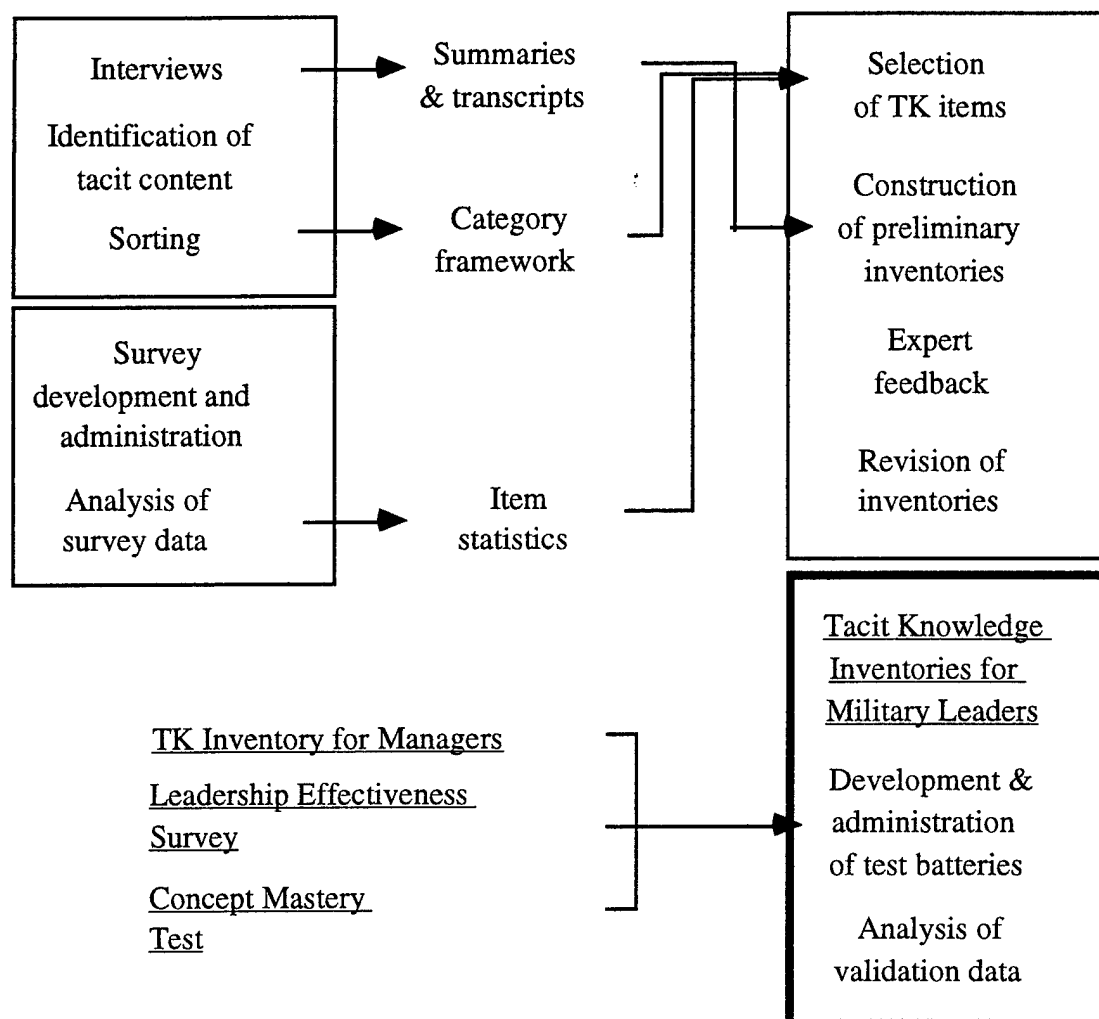 Interviews
Identification of
tacit content
Sorting
Summaries
& transcripts
Category
framework
Selection
of TK items
Construction
of preliminary
inventories
Expert
feedback
Revision of
inventories
Survey
development and
administration
Analysis of
survey data
Item
statistics
TK Inventory for Managers
Leadership Effectiveness
Survey
Concept Mastery
Test
Tacit Knowledge
Inventories for
Military Leaders
Development &
administration
of test batteries
Analysis of
validation data